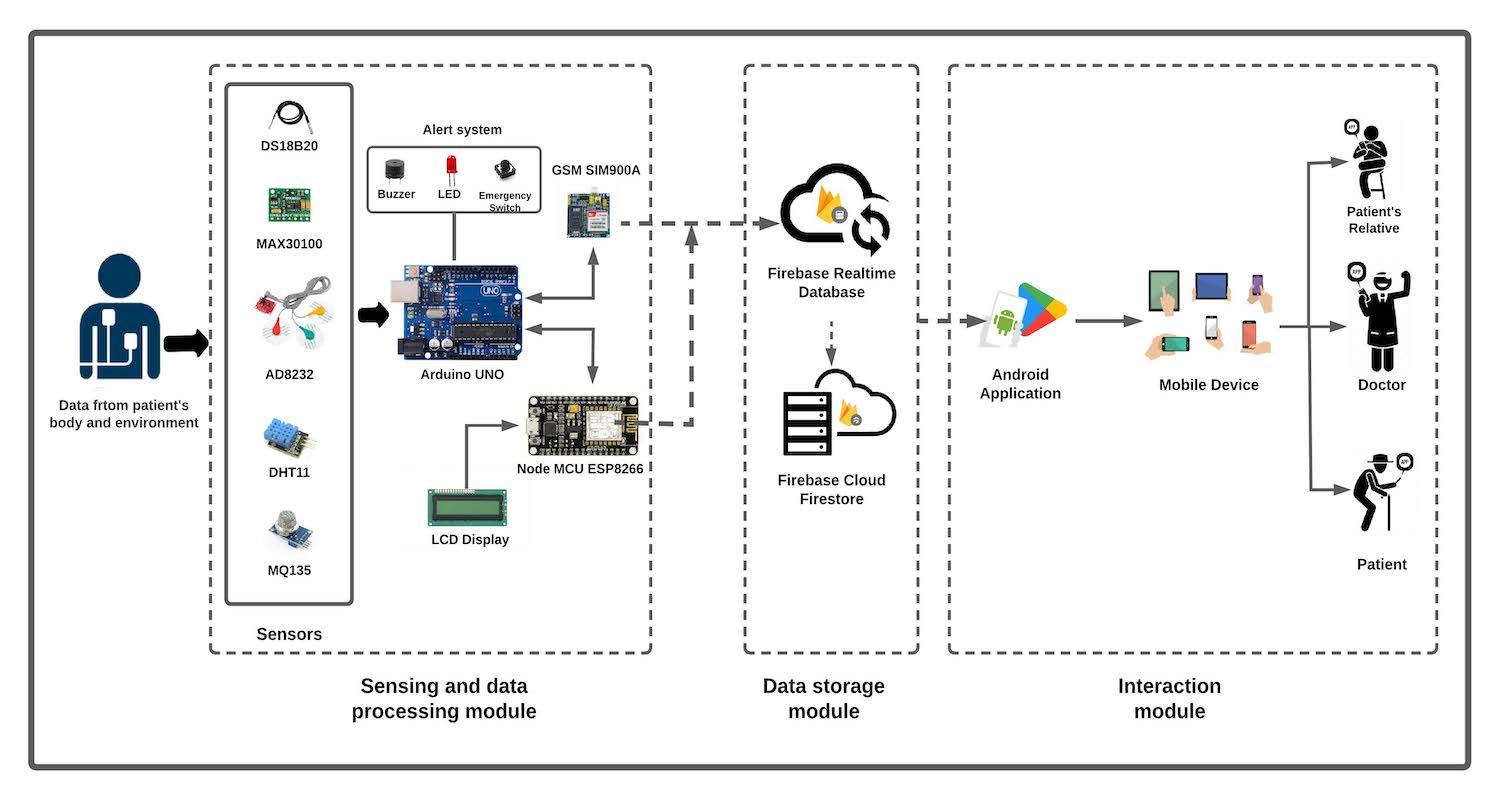 Data frtom patient's
body and environment
DS18B20
MAX30100
AD8232
DHT11
MQ135
Sensors
Alert system
Buzzer
LED
Emergency
Switch
GSM SIM900A
UNO
Arduino UNO
Node MCU ESP8266
LCD Display
Sensing and data
processing module
Firebase Realtime
Database
Firebase Cloud
Firestore
Data storage
module
Android
Application
Mobile Device
APP
Patient's
Relative
APP
Doctor
APP
Patient
Interaction
module